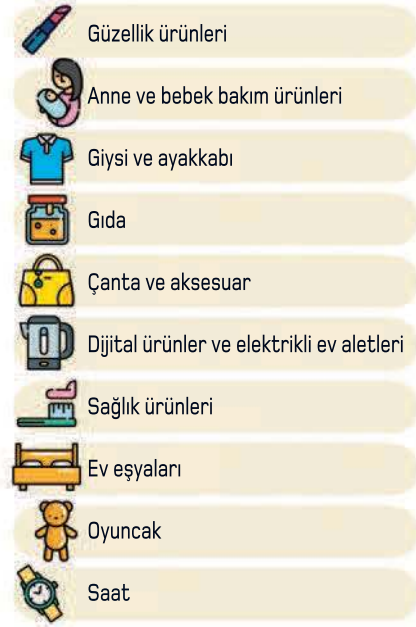 Güzellik ürünleri
Anne ve bebek bakım ürünleri
Giysi ve ayakkabı
Gıda
Çanta ve aksesuar
Dijital ürünler ve elektrikli ev aletleri
Sağlık ürünleri
Ev eşyaları
Oyuncak
Saat